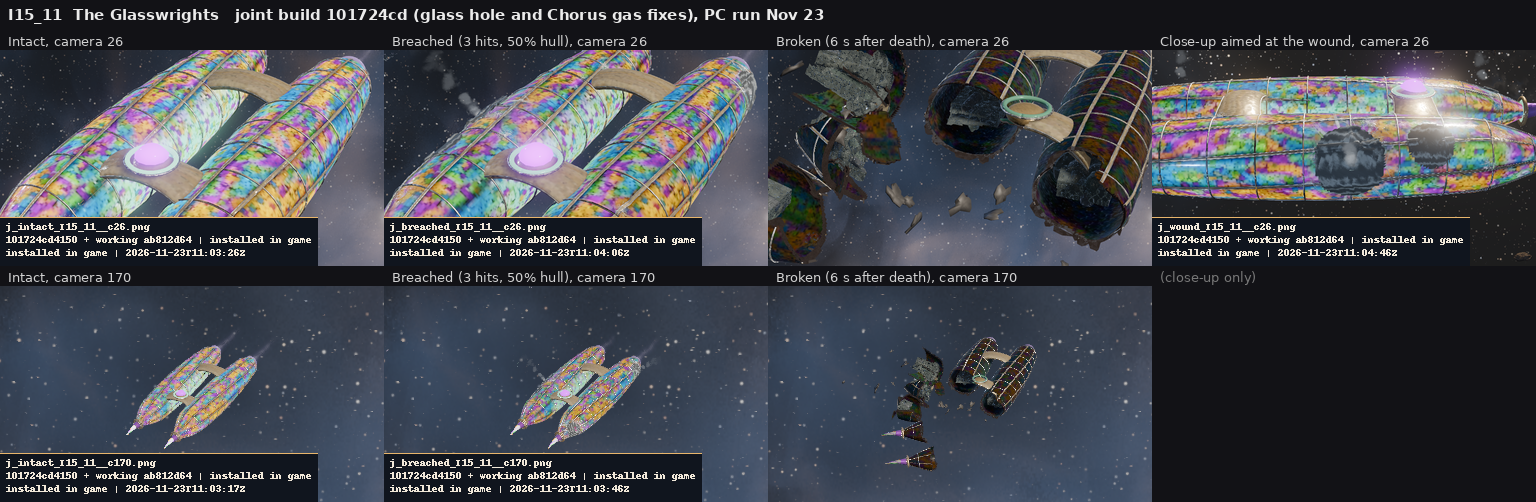 I15_11 The Glasswrights joint build 101724cd (glass hole and Chorus gas fixes), PC run Nov 23
Intact, camera 26
Breached (3 hits, 50% hull), camera 26
Broken (6 s after death), camera 26
Close-up aimed at the wound, camera 26
j_intact_I15_11__c26.png
101724cd4150 + working ab812d64 | installed in game
installed in game | 2026-11-23T11:03:26Z
j_breached_I15_11__c26.png
101724cd4150 + working ab812d64 | installed in game
installed in game | 2026-11-23T11:04:06Z
j_wound_I15_11__c26.png
101724cd4150 + working ab812d64 | installed in game
installed in game | 2026-11-23T11:04:46Z
Intact, camera 170
Breached (3 hits, 50% hull), camera 170
Broken (6 s after death), camera 170
(close-up only)
j_intact_I15_11__c170.png
101724cd4150 + working ab812d64 | installed in game
installed in game | 2026-11-23T11:03:17Z
j_breached_I15_11__c170.png
101724cd4150 + working ab812d64 | installed in game
installed in game | 2026-11-23T11:03:46Z